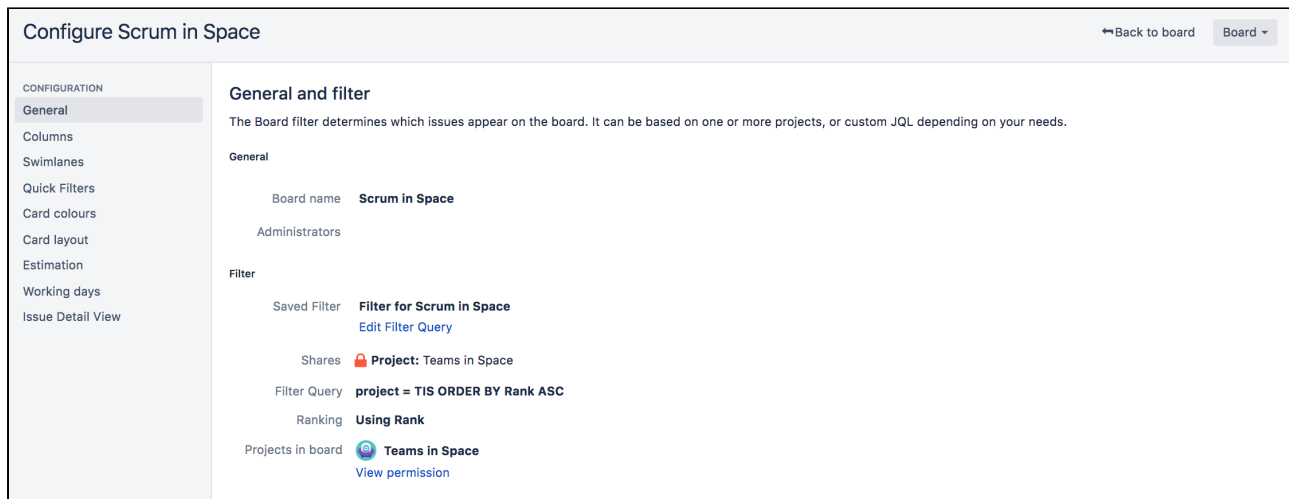 Configure Scrum in Space
Back to board
Board
CONFIGURATION
General
Columns
Swimlanes
Quick Filters
Card colours
Card layout
Estimation
Working days
Issue Detail View
General and filter
The Board filter determines which issues appear on the board. It can be based on one or more projects, or custom JQL depending on your needs.
General
Board name Scrum in Space
Administrators
Filter
Saved Filter Filter for Scrum in Space
Edit Filter Query
Shares Project: Teams in Space
Filter Query project = TIS ORDER BY Rank ASC
Ranking Using Rank
Projects in board Teams in Space
View permission